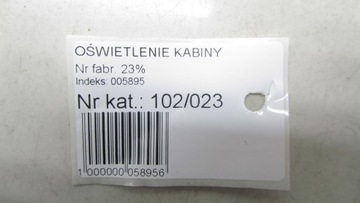 OŚWIETLENIE KABINY
Nr fabr. 23%
Indeks: 005895
Nr kat.: 102/023
1 000000 058956